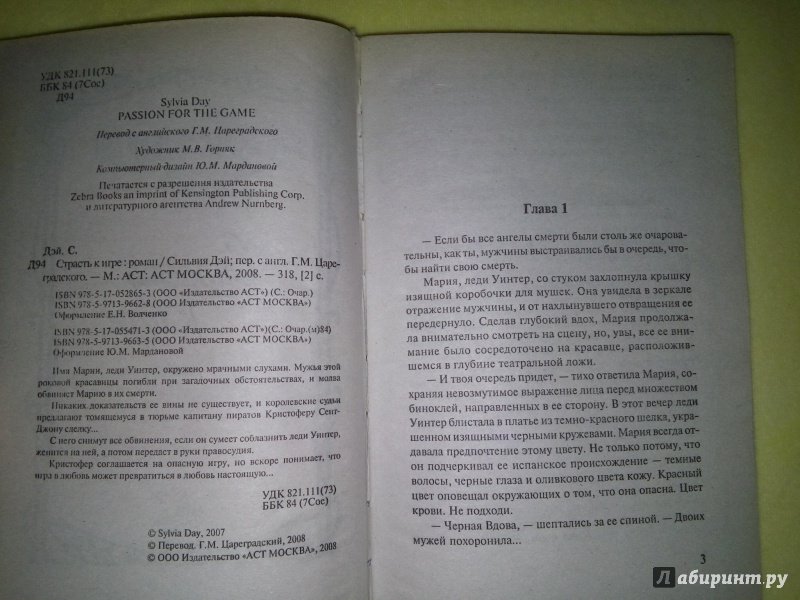 УДК 821.111(73)
ББК 84 (7Сое)
Д94
Sylvia Day
PASSION FOR THE GAME
Перевод с английского Г.М. Цареградского
Художник М.В. Горняк
Компьютерный дизайн Ю.М. Мардановой
Печатается с разрешения издательства
Zebra Books an imprint of Kensington Publishing Corp.
и литературного агентства Andrew Nurnberg.
Дэй, С.
Д94 Страсть к игре : роман / Сильвия Дэй; пер. с англ. Г.М. Царе-
градского. — М.: АСТ: АСТ МОСКВА, 2008. — 318, [2] с.
ISBN 978-5-17-052865-3 (ООО «Издательство АСТ») (С.: Очар.)
ISBN 978-5-9713-9662-8 (ООО Издательство «АСТ МОСКВА»)
Оформление Е.Н. Волченко
ISBN 978-5-17-055471-3 (ООО «Издательство АСТ»)(С.: Очар.(м)84)
ISBN 978-5-9713-9663-5 (ООО Издательство «АСТ МОСКВА»)
Оформление Ю.М. Мардановой
Имя Марии, леди Уинтер, окружено мрачными слухами. Мужья этой
роковой красавицы погибли при загадочных обстоятельствах, и молва
обвиняет Марию в их смерти.
Никаких доказательств ее вины не существует, и королевские судьи
предлагают томящемуся в тюрьме капитану пиратов Кристоферу Сент-
Джону сделку...
С него снимут все обвинения, если он сумеет соблазнить леди Уинтер,
женится на ней, а потом передаст в руки правосудия.
Кристофер соглашается на опасную игру, но вскоре понимает, что
игра в любовь может превратиться в любовь настоящую...
УДК 821.111(73)
ББК 84 (7Сое)
© Sylvia Day, 2007
© Перевод. Г.М. Цареградский, 2008
© ООО Издательство «АСТ МОСКВА», 2008
Глава 1
— Если бы все ангелы смерти были столь же очарова-
тельны, как ты, мужчины выстраивались бы в очередь, что-
бы найти свою смерть.
Мария, леди Уинтер, со стуком захлопнула крышку
изящной коробочки для мушек. Она увидела в зеркале
отражение мужчины, и от нахлынувшего отвращения ее
передернуло. Сделав глубокий вдох, Мария продолжа-
ла внимательно смотреть на сцену, но, увы, все ее вни-
мание было сосредоточено на красавце, расположив-
шемся в глубине театральной ложи.
— И твоя очередь придет, — тихо ответила Мария, со-
храняя невозмутимое выражение лица перед множеством
биноклей, направленных в ее сторону. В этот вечер леди
Уинтер блистала в платье из темно-красного шелка, укра-
шенном изящными черными кружевами. Мария всегда от-
давала предпочтение этому цвету. Не только потому, что
он подчеркивал ее испанское происхождение — темные
волосы, черные глаза и оливкового цвета кожу. Красный
цвет оповещал окружающих о том, что она опасна. Цвет
крови. Не подходи.
— Черная Вдова, — шептались за ее спиной. — Двоих
мужей похоронила...
3
Лабиринт.ру